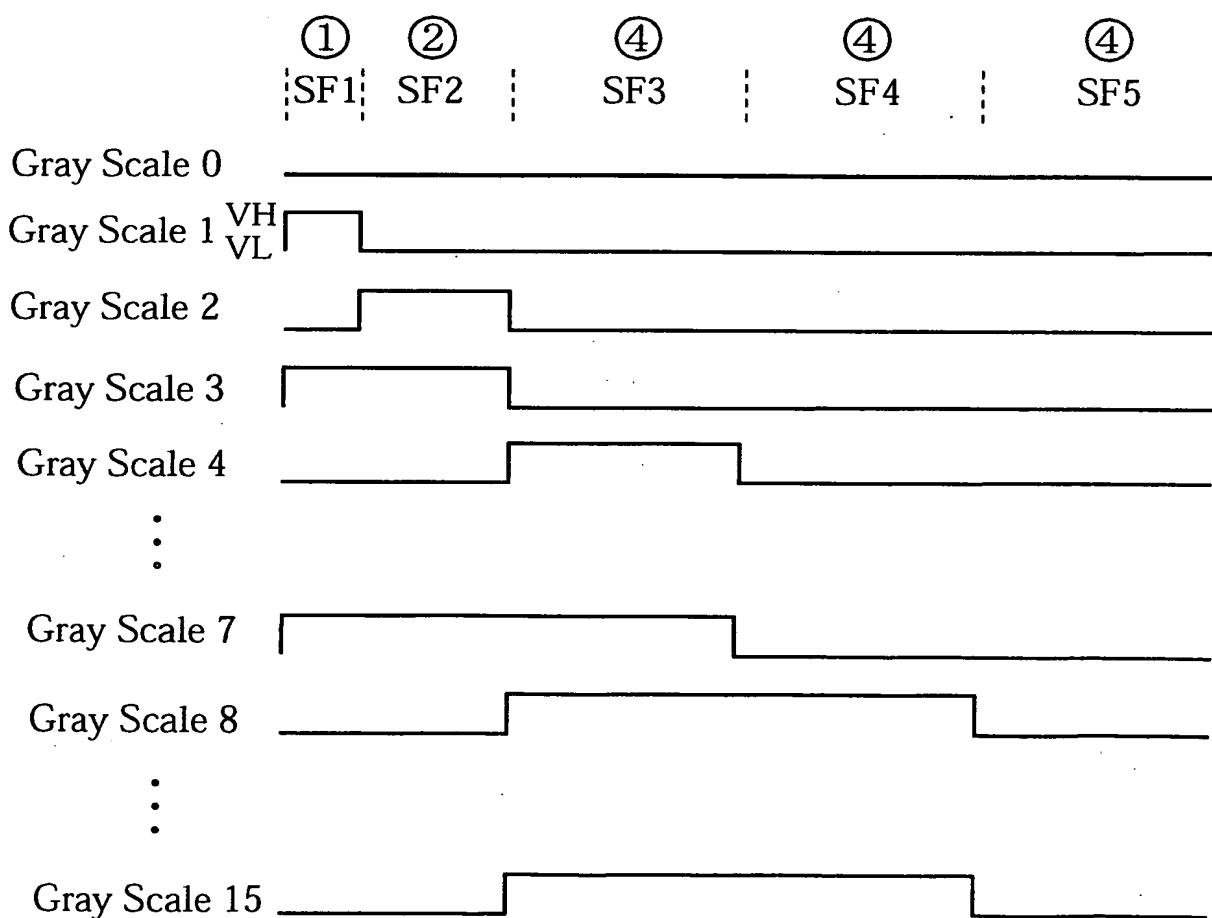 ① ② ④ ④ ④
SF1 SF2 SF3 SF4 SF5
Gray Scale 0
Gray Scale 1 VH
VL
Gray Scale 2
Gray Scale 3
Gray Scale 4
Gray Scale 7
Gray Scale 8
Gray Scale 15